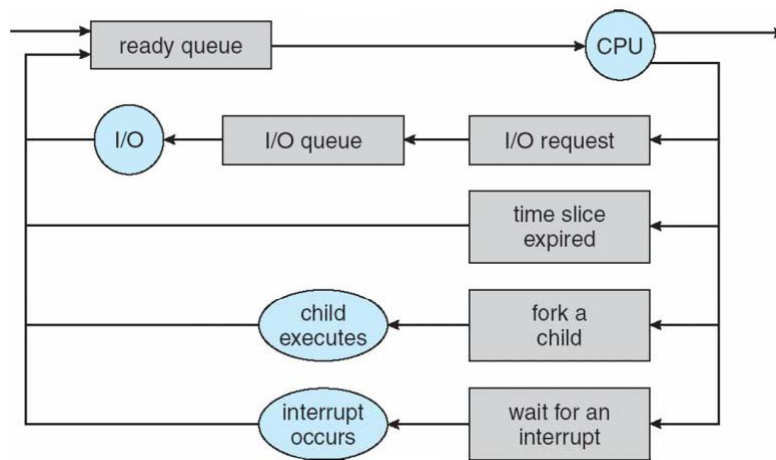 ready queue
CPU
I/O
I/O queue
I/O request
time slice
expired
child
executes
fork a
child
interrupt
occurs
wait for an
interrupt